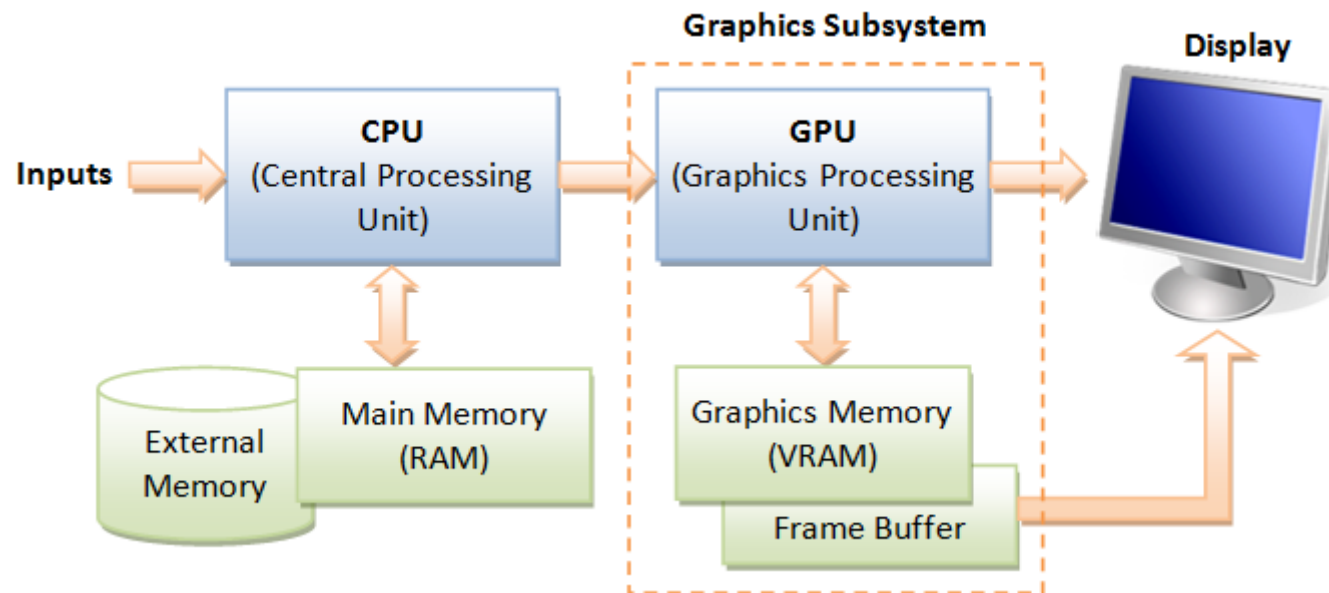 Graphics Subsystem
Display
Inputs
CPU
(Central Processing
Unit)
GPU
(Graphics Processing
Unit)
External
Memory
Main Memory
(RAM)
Graphics Memory
(VRAM)
Frame Buffer